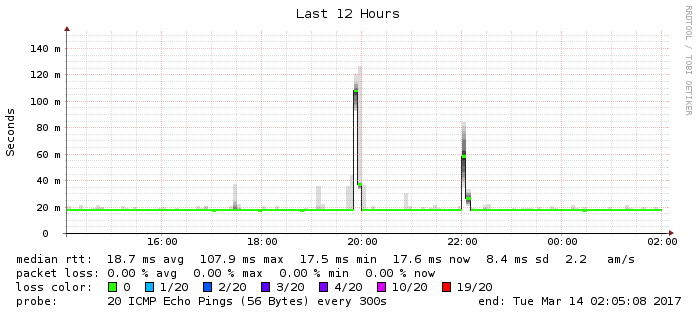 Last 12 Hours
RRDTOOL / TOBI OETIKER
Seconds
140 m
120 m
100 m
80 m
60 m
40 m
20 m
0
16:00 18:00 20:00 22:00 00:00 02:00
median rtt: 18.7 ms avg 107.9 ms max 17.5 ms min 17.6 ms now 8.4 ms sd 2.2 am/s
packet loss: 0.00 % avg 0.00 % max 0.00 % min 0.00 % now
loss color: 0 1/20 2/20 3/20 4/20 10/20 19/20
probe: 20 ICMP Echo Pings (56 Bytes) every 300s end: Tue Mar 14 02:05:08 2017